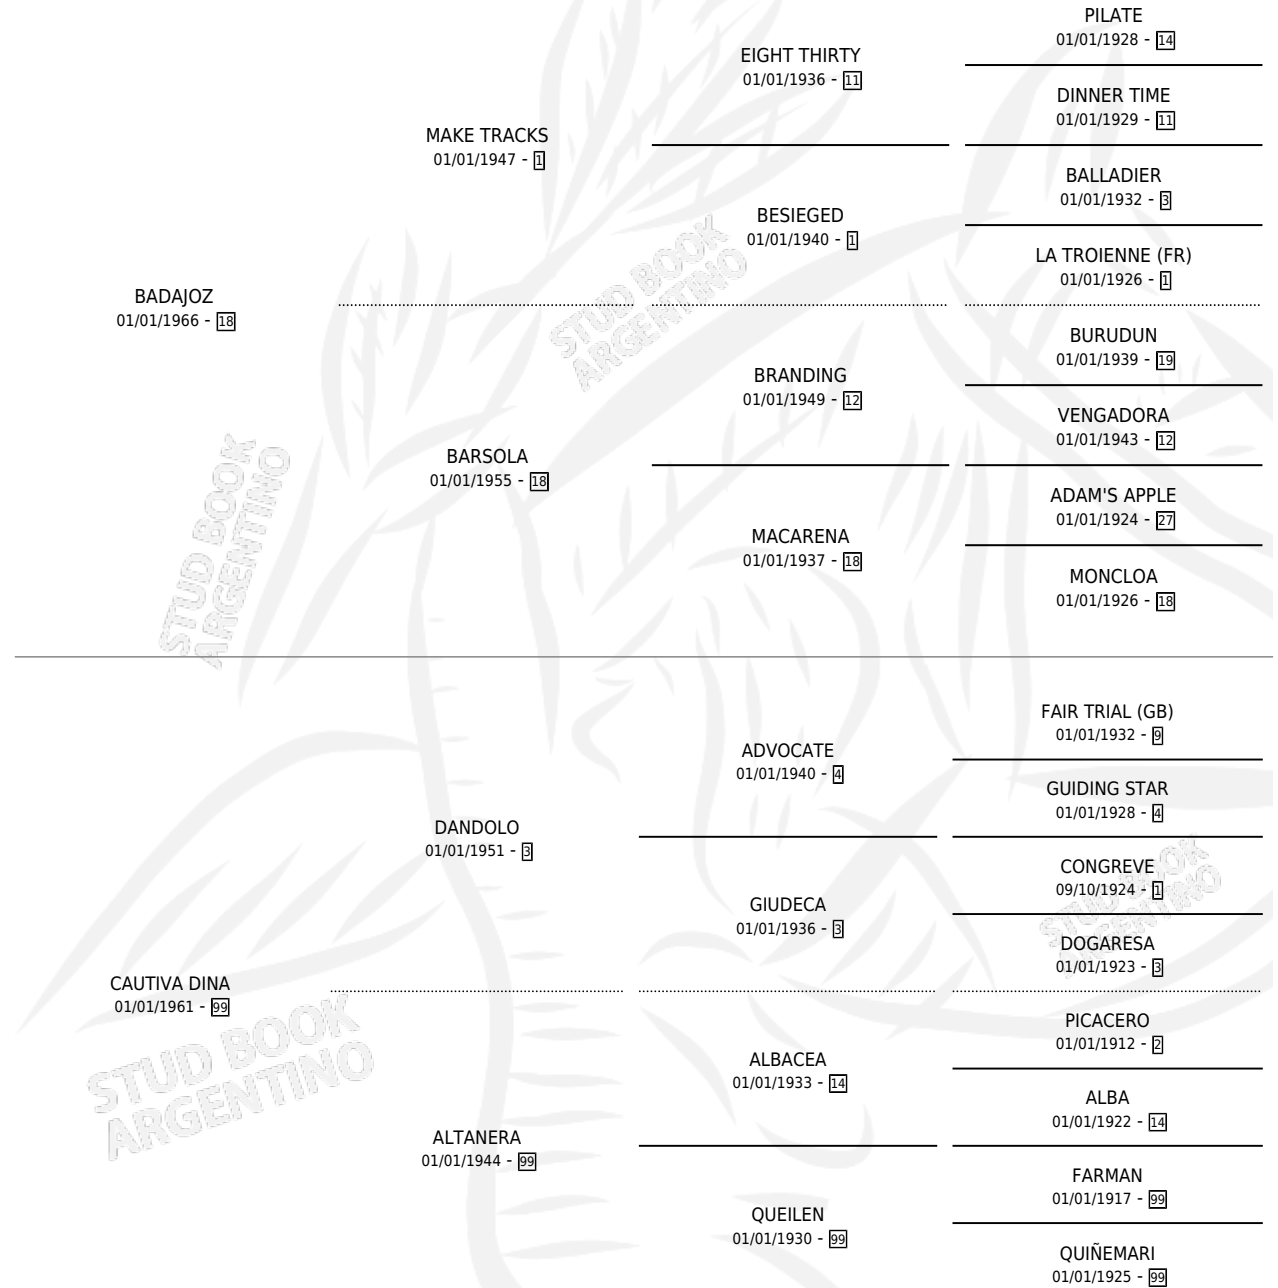 PILATE
01/01/1928 - 14
EIGHT THIRTY
01/01/1936 - 11
DINNER TIME
01/01/1929 - 11
MAKE TRACKS
01/01/1947 - 1
BALLADIER
01/01/1932 - 3
BESIEGED
01/01/1940 - 1
LA TROIENNE (FR)
01/01/1926 - 1
BADAJOZ
01/01/1966 - 18
BURUDUN
01/01/1939 - 19
BRANDING
01/01/1949 - 12
VENGADORA
01/01/1943 - 12
BARSOLA
01/01/1955 - 18
ADAM'S APPLE
01/01/1924 - 27
MACARENA
01/01/1937 - 18
MONCLOA
01/01/1926 - 18
FAIR TRIAL (GB)
01/01/1932 - 9
ADVOCATE
01/01/1940 - 4
GUIDING STAR
01/01/1928 - 4
DANDOLO
01/01/1951 - 3
CONGREVE
09/10/1924 - 1
GIUDECA
01/01/1936 - 3
DOGARESA
01/01/1923 - 3
CAUTIVA DINA
01/01/1961 - 99
PICACERO
01/01/1912 - 2
ALBACEA
01/01/1933 - 14
ALBA
01/01/1922 - 14
ALTANERA
01/01/1944 - 99
FARMAN
01/01/1917 - 99
QUEILEN
01/01/1930 - 99
QUIÑEMARI
01/01/1925 - 99
STUD BOOK
ARGENTINO
STUD BOOK
ARGENTINO
STUD BOOK
ARGENTINO
STUD BOOK
ARGENTINO